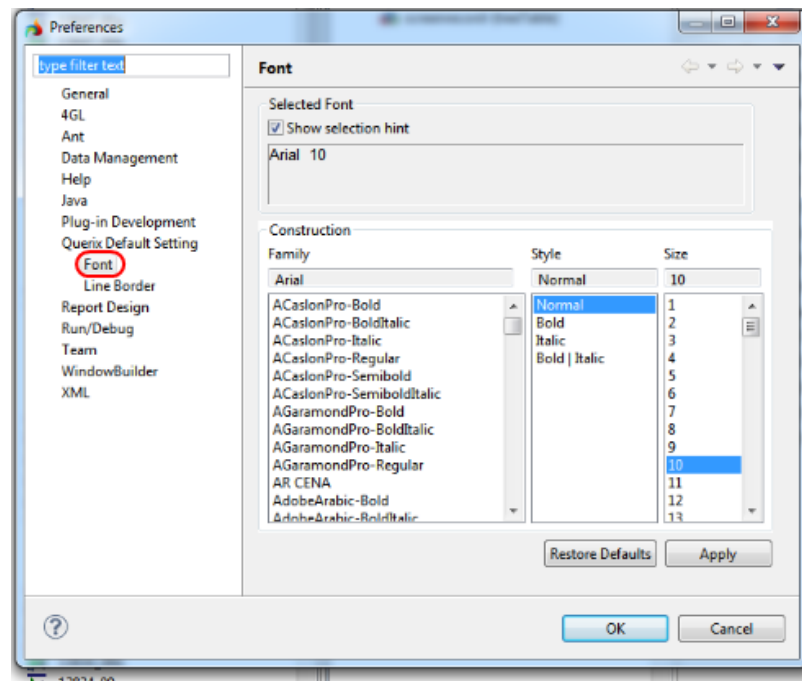 Preferences
type filter text
General
4GL
Ant
Data Management
Help
Java
Plug-in Development
Querix Default Setting
Font
Line Border
Report Design
Run/Debug
Team
WindowBuilder
XML
Font
Selected Font
Show selection hint
Arial 10
Construction
Family Style Size
Arial Normal 10
ACaslonPro-Bold Normal 1
ACaslonPro-BoldItalic Bold 2
ACaslonPro-Italic Italic 3
ACaslonPro-Regular Bold | Italic 4
ACaslonPro-Semibold 5
ACaslonPro-SemiboldItalic 6
AGaramondPro-Bold 7
AGaramondPro-BoldItalic 8
AGaramondPro-Italic 9
AGaramondPro-Regular 10
AR CENA 11
AdobeArabic-Bold 12
AdobeArabic-BoldItalic 13
Restore Defaults Apply
? OK Cancel